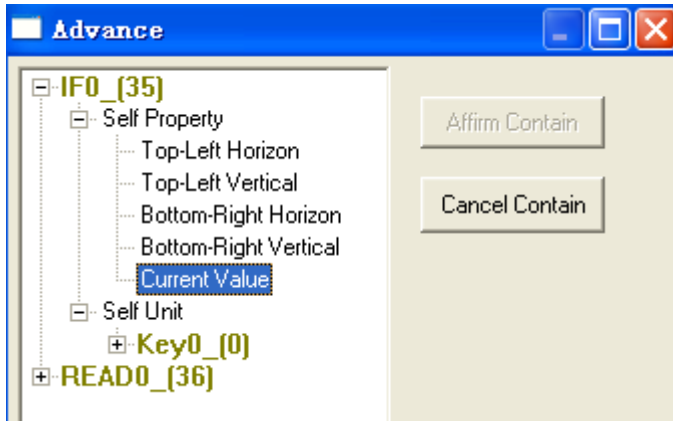 Advance
IF0_(35)
Self Property
Top-Left Horizon
Top-Left Vertical
Bottom-Right Horizon
Bottom-Right Vertical
Current Value
Self Unit
Key0_(0)
READ0_(36)
Affirm Contain
Cancel Contain